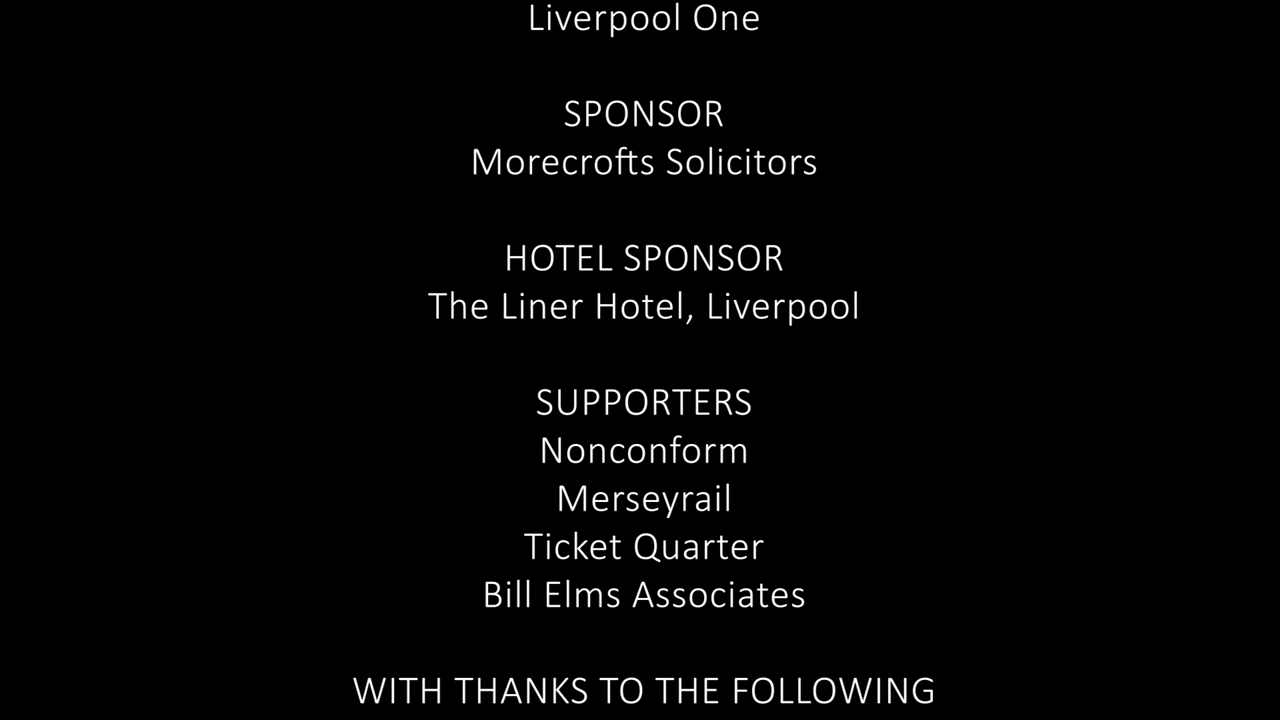 Liverpool One
SPONSOR
Morecrofts Solicitors
HOTEL SPONSOR
The Liner Hotel, Liverpool
SUPPORTERS
Nonconform
Merseyrail
Ticket Quarter
Bill Elms Associates
WITH THANKS TO THE FOLLOWING